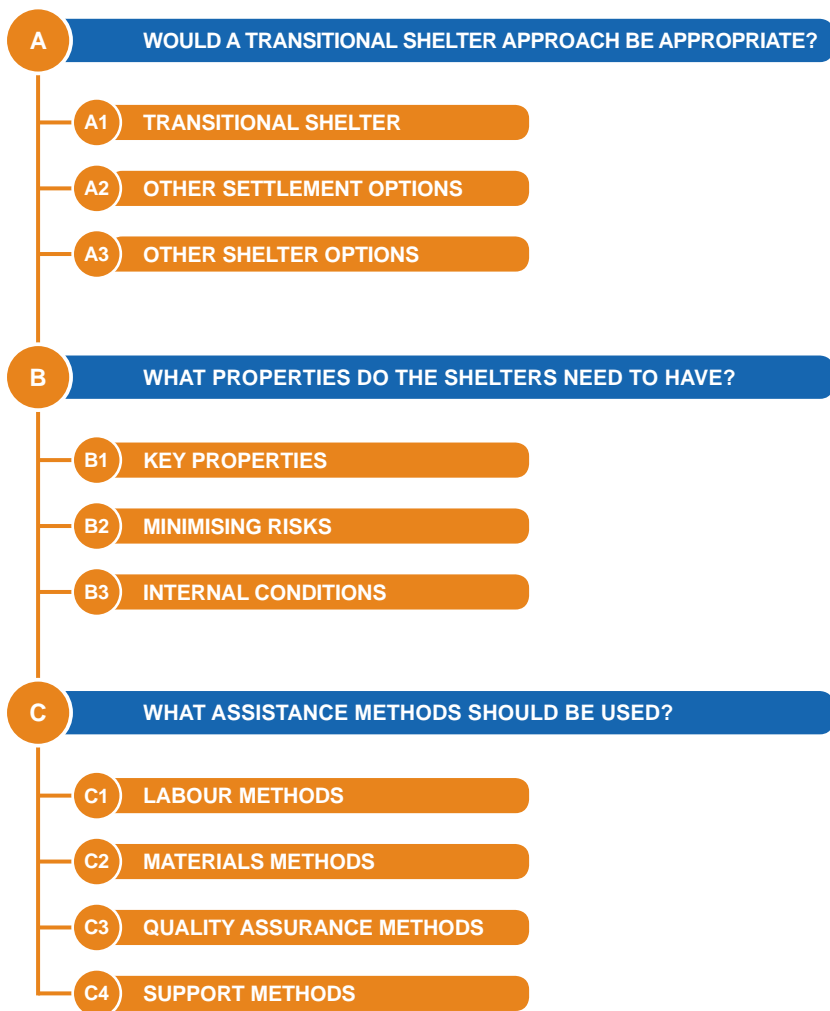 A WOULD A TRANSITIONAL SHELTER APPROACH BE APPROPRIATE?
A1 TRANSITIONAL SHELTER
A2 OTHER SETTLEMENT OPTIONS
A3 OTHER SHELTER OPTIONS
B WHAT PROPERTIES DO THE SHELTERS NEED TO HAVE?
B1 KEY PROPERTIES
B2 MINIMISING RISKS
B3 INTERNAL CONDITIONS
C WHAT ASSISTANCE METHODS SHOULD BE USED?
C1 LABOUR METHODS
C2 MATERIALS METHODS
C3 QUALITY ASSURANCE METHODS
C4 SUPPORT METHODS